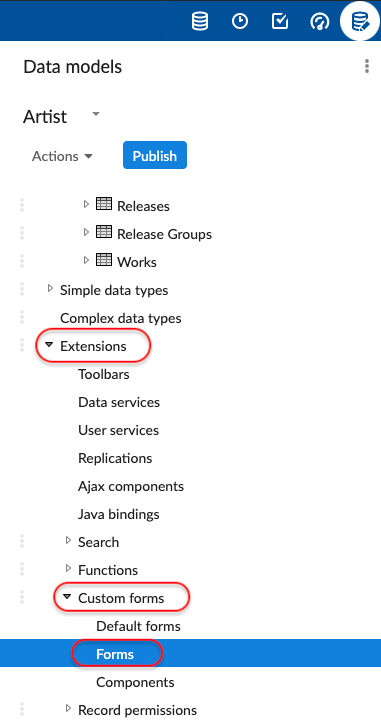 Data models
Artist
Actions Publish
Releases
Release Groups
Works
Simple data types
Complex data types
Extensions
Toolbars
Data services
User services
Replications
Ajax components
Java bindings
Search
Functions
Custom forms
Default forms
Forms
Components
Record permissions